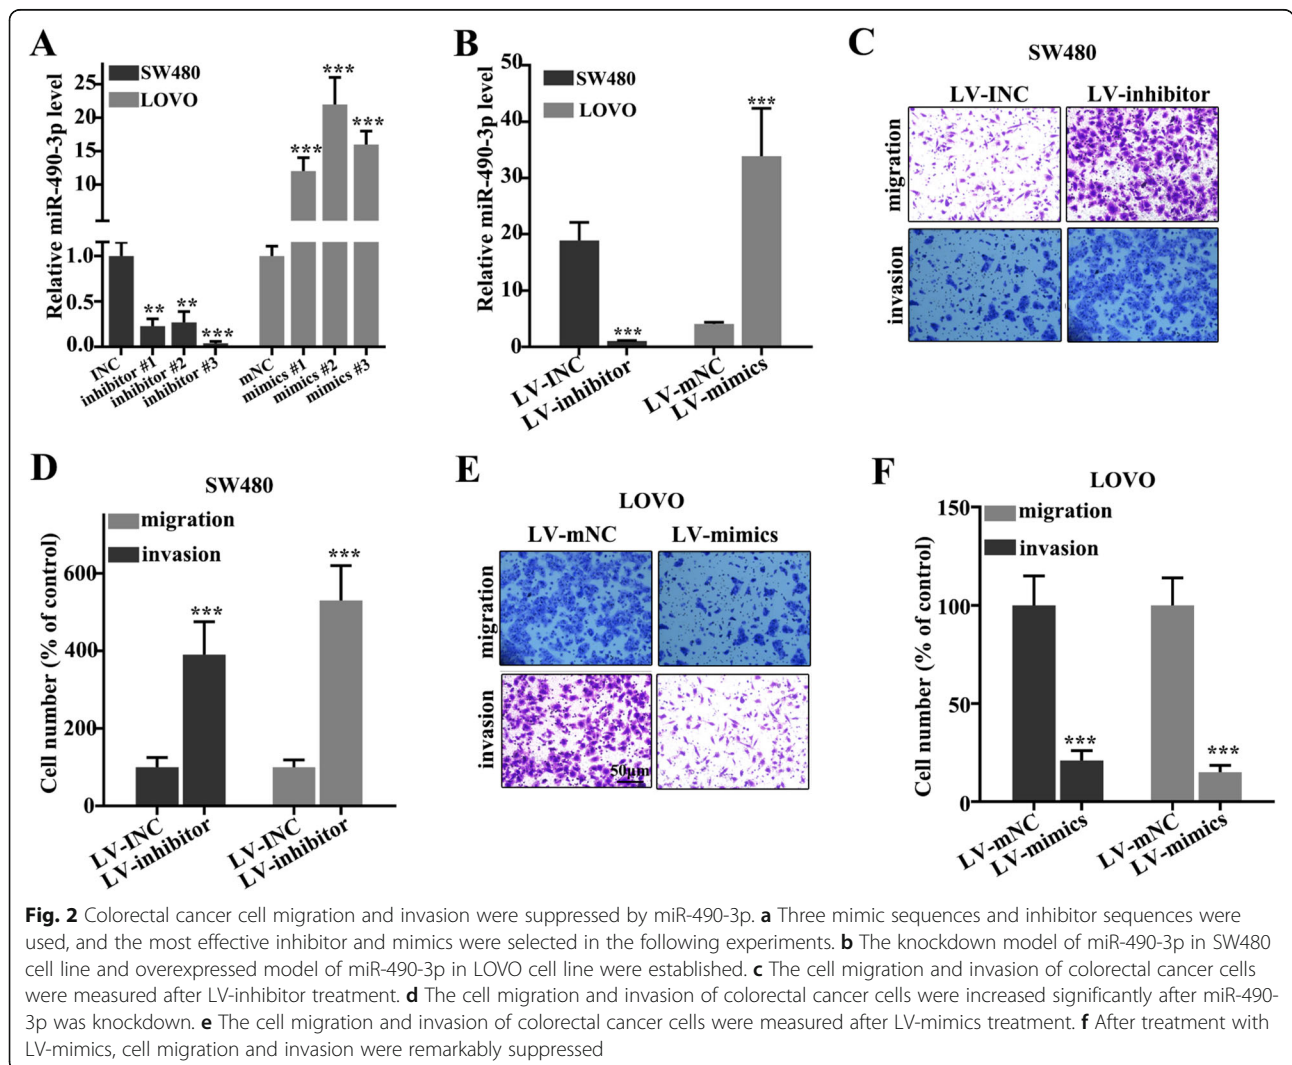 A
Relative miR-490-3p level
SW480
LOVO
25
20
15
10
1.0
0.5
0.0
**
**
***
***
***
***
INC
inhibitor #1
inhibitor #2
inhibitor #3
mNC
mimics #1
mimics #2
mimics #3
B
Relative miR-490-3p level
SW480
LOVO
50
40
30
20
10
0
***
***
LV-INC
LV-inhibitor
LV-mNC
LV-mimics
C
SW480
LV-INC
LV-inhibitor
migration
invasion
D
SW480
Cell number (% of control)
migration
invasion
600
400
200
0
***
***
LV-INC
LV-inhibitor
LV-INC
LV-inhibitor
E
LOVO
LV-mNC
LV-mimics
migration
invasion
50um
F
LOVO
Cell number (% of control)
migration
invasion
150
100
50
0
***
***
LV-mNC
LV-mimics
LV-mNC
LV-mimics
Fig. 2 Colorectal cancer cell migration and invasion were suppressed by miR-490-3p. a Three mimic sequences and inhibitor sequences were
used, and the most effective inhibitor and mimics were selected in the following experiments. b The knockdown model of miR-490-3p in SW480
cell line and overexpressed model of miR-490-3p in LOVO cell line were established. c The cell migration and invasion of colorectal cancer cells
were measured after LV-inhibitor treatment. d The cell migration and invasion of colorectal cancer cells were increased significantly after miR-490-
3p was knockdown. e The cell migration and invasion of colorectal cancer cells were measured after LV-mimics treatment. f After treatment with
LV-mimics, cell migration and invasion were remarkably suppressed